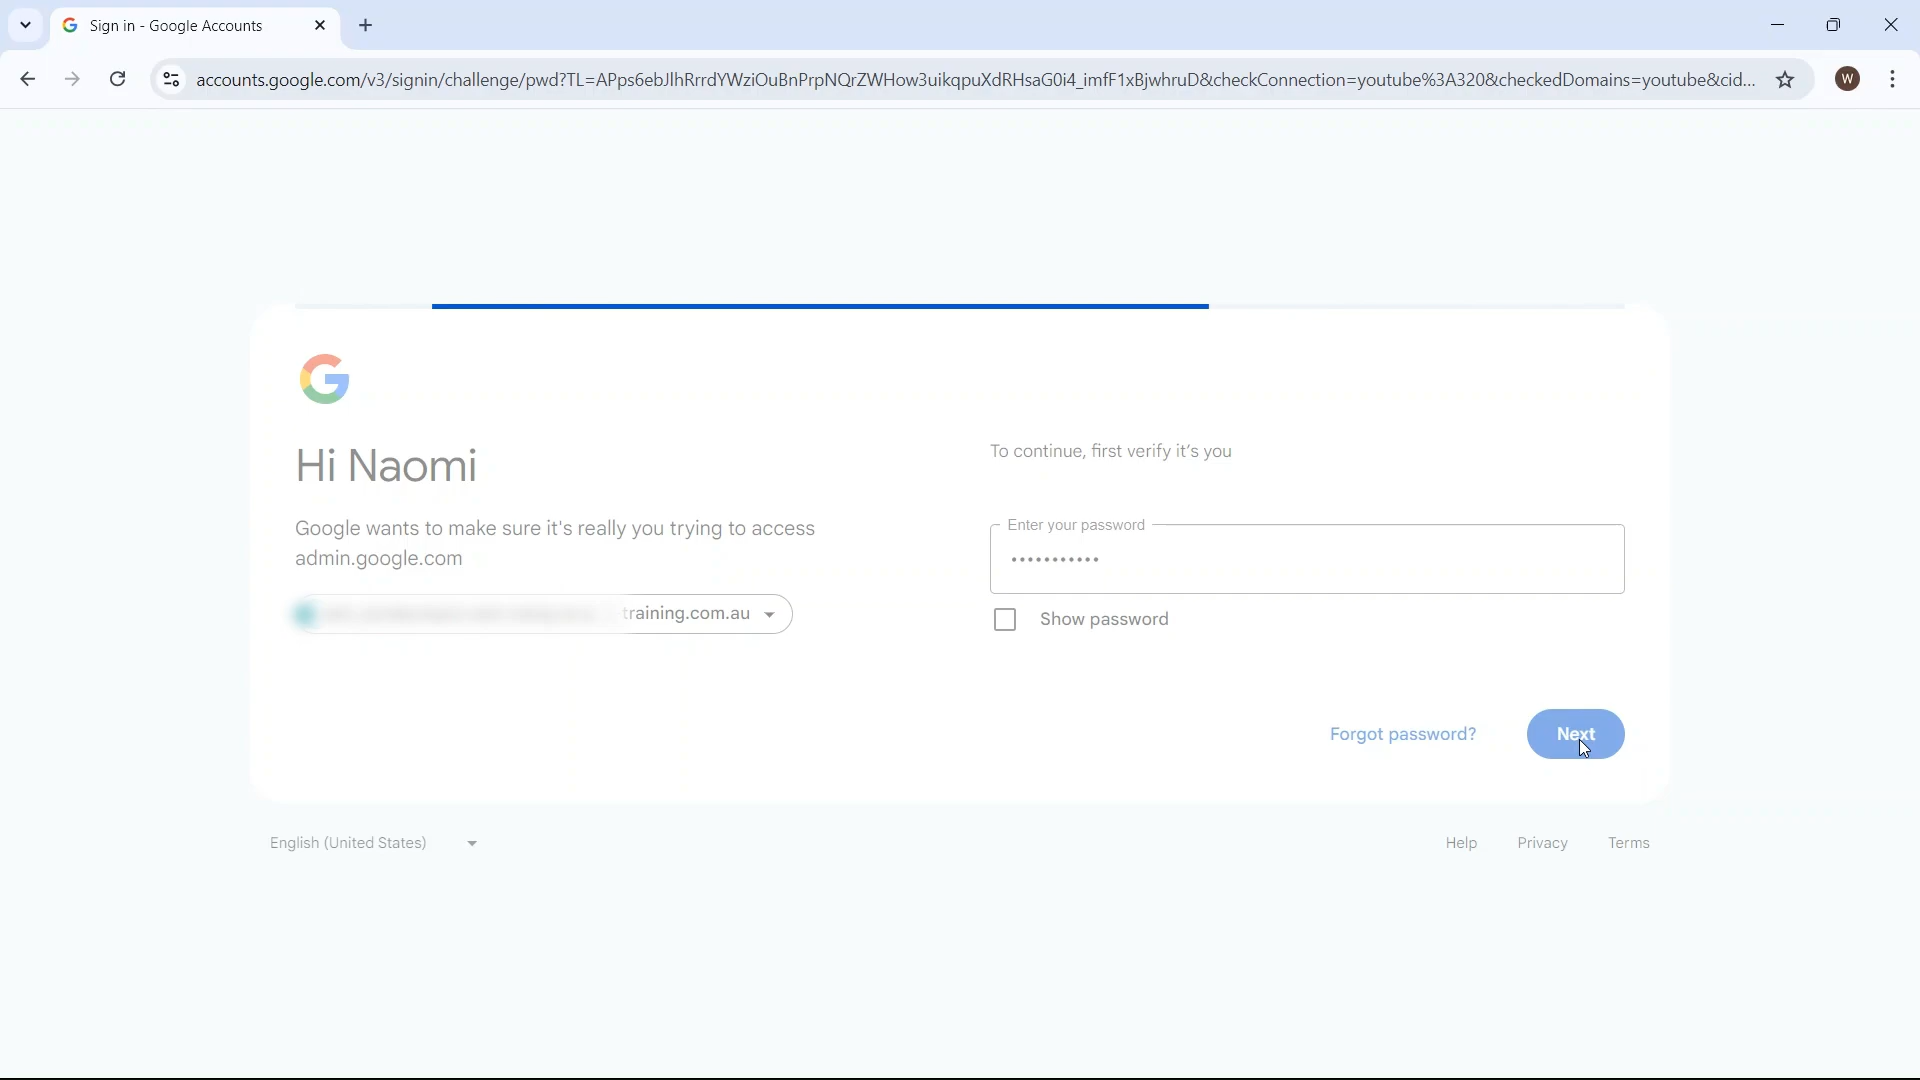 Sign in - Google Accounts
accounts.google.com/v3/signin/challenge/pwd?TL=APps6ebJlhRrrdYWziOuBnPrpNQrZWHow3uikqpuXdRHsaG0i4_imfF1xBjwhruD&checkConnection=youtube%3A320&checkedDomains=youtube&cid...
W
Hi Naomi
To continue, first verify it's you
Google wants to make sure it's really you trying to access
admin.google.com
Enter your password
•••••••••••
-training.com.au
Show password
Forgot password?
Next
English (United States)
Help
Privacy
Terms